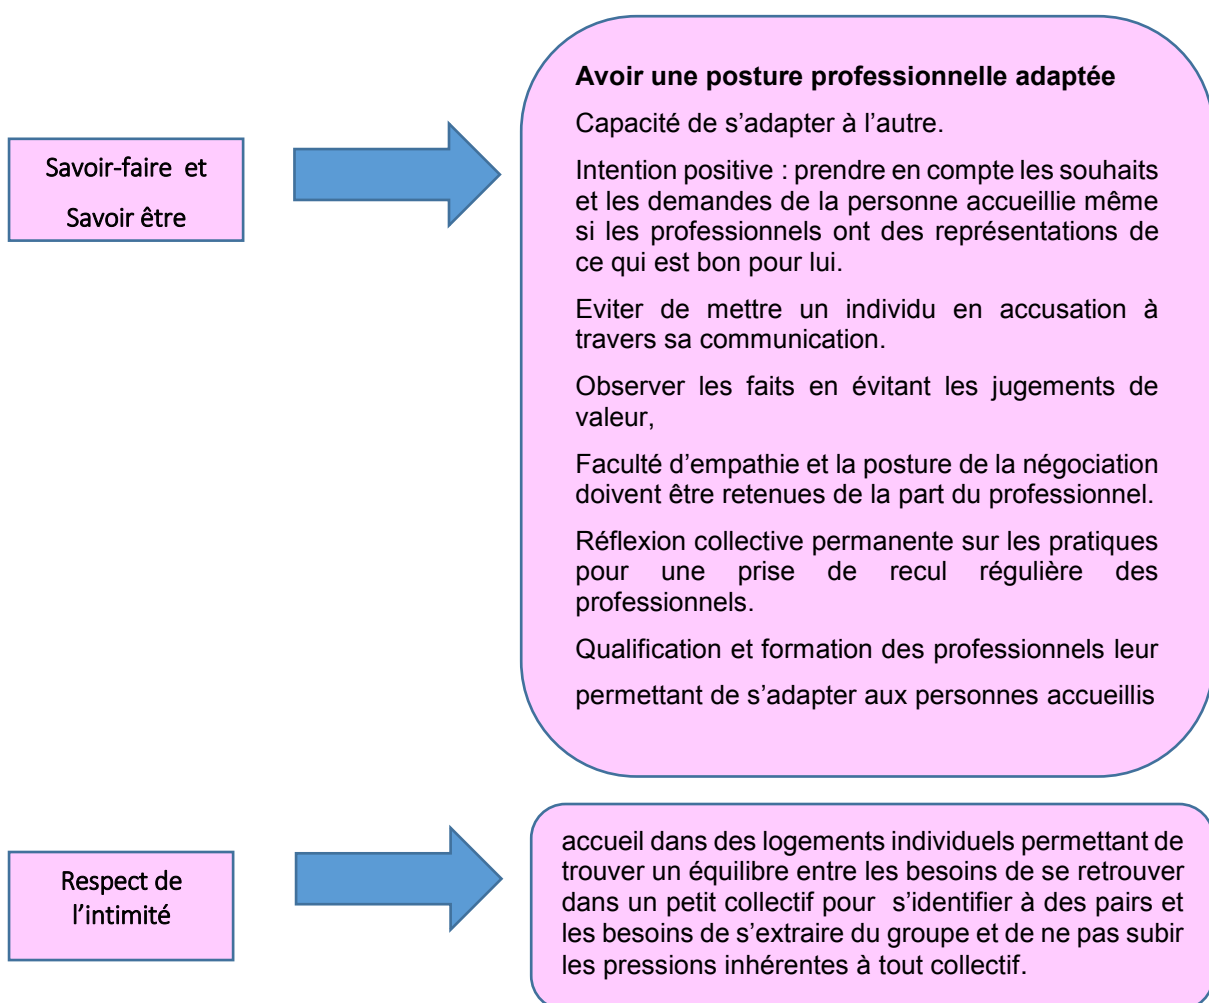 Savoir-faire et
Savoir être
Avoir une posture professionnelle adaptée
Capacité de s'adapter à l'autre.
Intention positive : prendre en compte les souhaits
et les demandes de la personne accueillie même
si les professionnels ont des représentations de
ce qui est bon pour lui.
Eviter de mettre un individu en accusation à
travers sa communication.
Observer les faits en évitant les jugements de
valeur,
Faculté d'empathie et la posture de la négociation
doivent être retenues de la part du professionnel.
Réflexion collective permanente sur les pratiques
pour une prise de recul régulière des
professionnels.
Qualification et formation des professionnels leur
permettant de s'adapter aux personnes accueillis
Respect de
l'intimité
accueil dans des logements individuels permettant de
trouver un équilibre entre les besoins de se retrouver
dans un petit collectif pour s'identifier à des pairs et
les besoins de s'extraire du groupe et de ne pas subir
les pressions inhérentes à tout collectif.